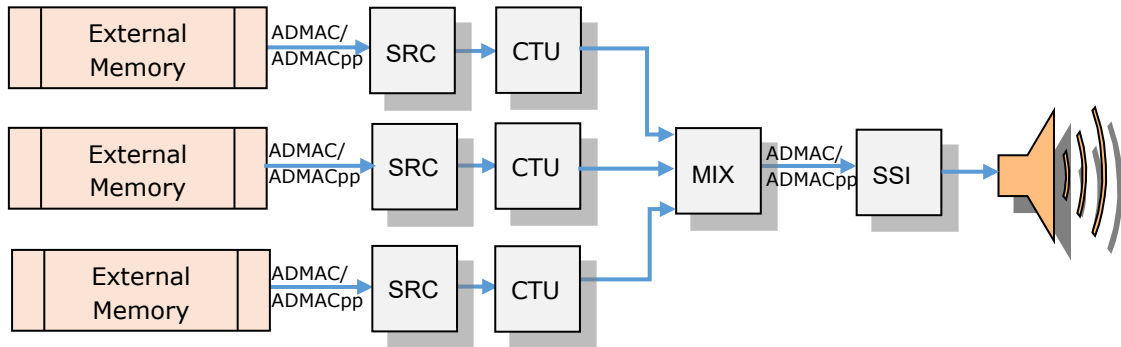 External
Memory
ADMAC/
ADMACpp
SRC
CTU
External
Memory
ADMAC/
ADMACpp
SRC
CTU
MIX
ADMAC/
ADMACpp
SSI
External
Memory
ADMAC/
ADMACpp
SRC
CTU